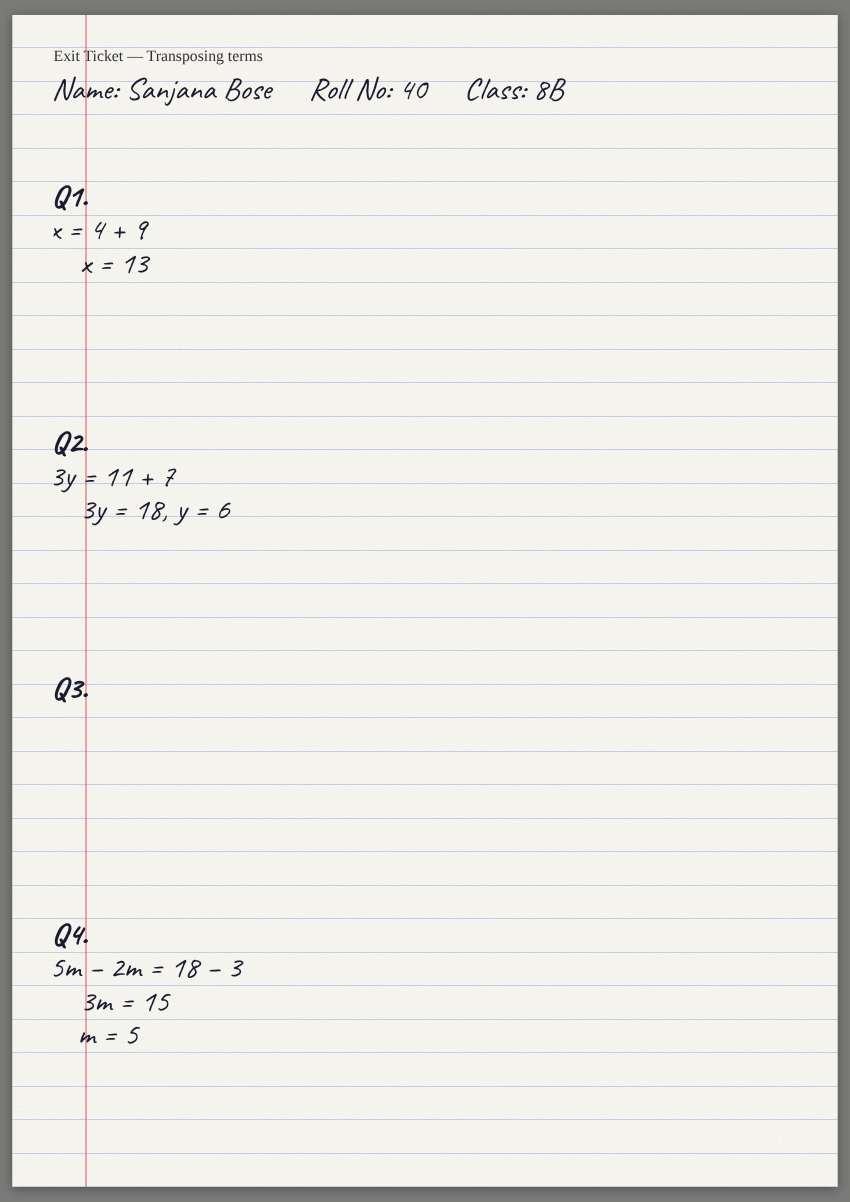 Exit Ticket — Transposing terms
Name: Sanjana Bose Roll No: 40 Class: 8B
Q1.
x = 4 + 9
x = 13
Q2.
3y = 11 + 7
3y = 18, y = 6
Q3.
Q4.
5m – 2m = 18 – 3
3m = 15
m = 5